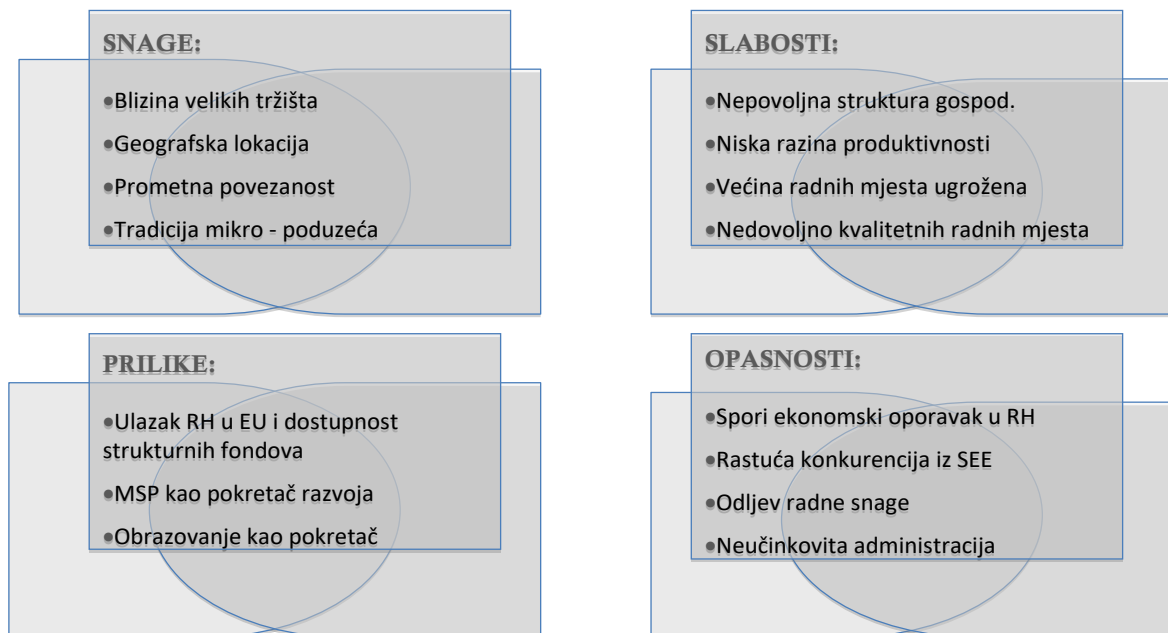 SNAGE:
•Blizina velikih tržišta
•Geografska lokacija
•Prometna povezanost
•Tradicija mikro - poduzeća
SLABOSTI:
•Nepovoljna struktura gospod.
•Niska razina produktivnosti
•Većina radnih mjesta ugrožena
•Nedovoljno kvalitetnih radnih mjesta
PRILIKE:
•Ulazak RH u EU i dostupnost
strukturnih fondova
•MSP kao pokretač razvoja
•Obrazovanje kao pokretač
OPASNOSTI:
•Spori ekonomski oporavak u RH
•Rastuća konkurencija iz SEE
•Odljev radne snage
•Neučinkovita administracija